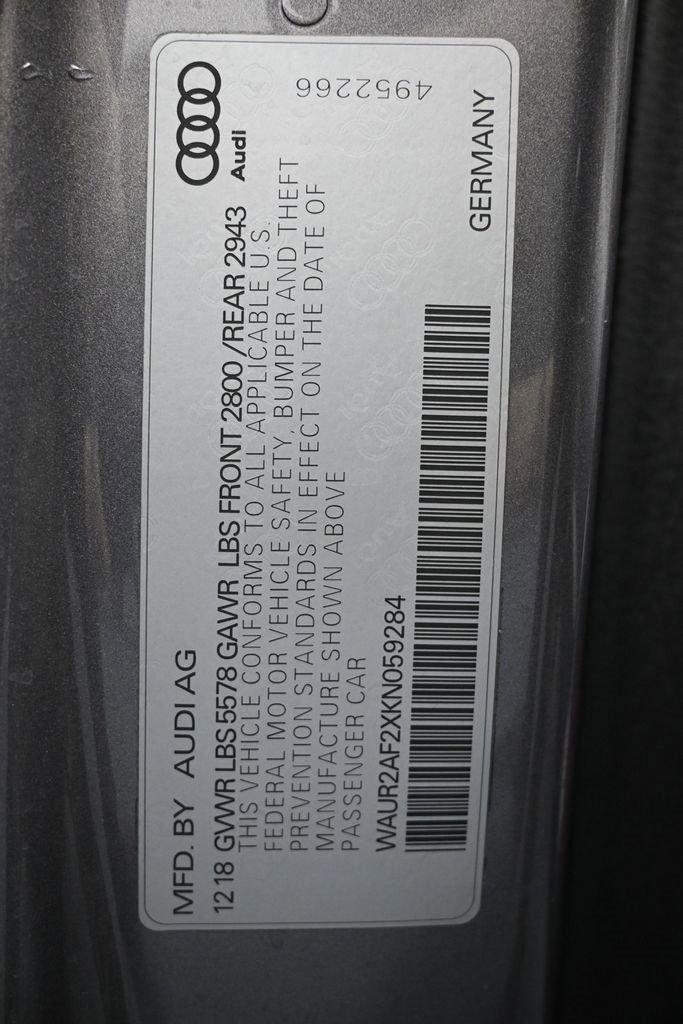 MFD. BY AUDI AG
Audi
12 18 GVWR LBS 5578 GAWR LBS FRONT 2800 /REAR 2943
THIS VEHICLE CONFORMS TO ALL APPLICABLE U.S.
FEDERAL MOTOR VEHICLE SAFETY, BUMPER AND THEFT
PREVENTION STANDARDS IN EFFECT ON THE DATE OF
MANUFACTURE SHOWN ABOVE
PASSENGER CAR
4952266
WAUR2AF2XKN059284
GERMANY